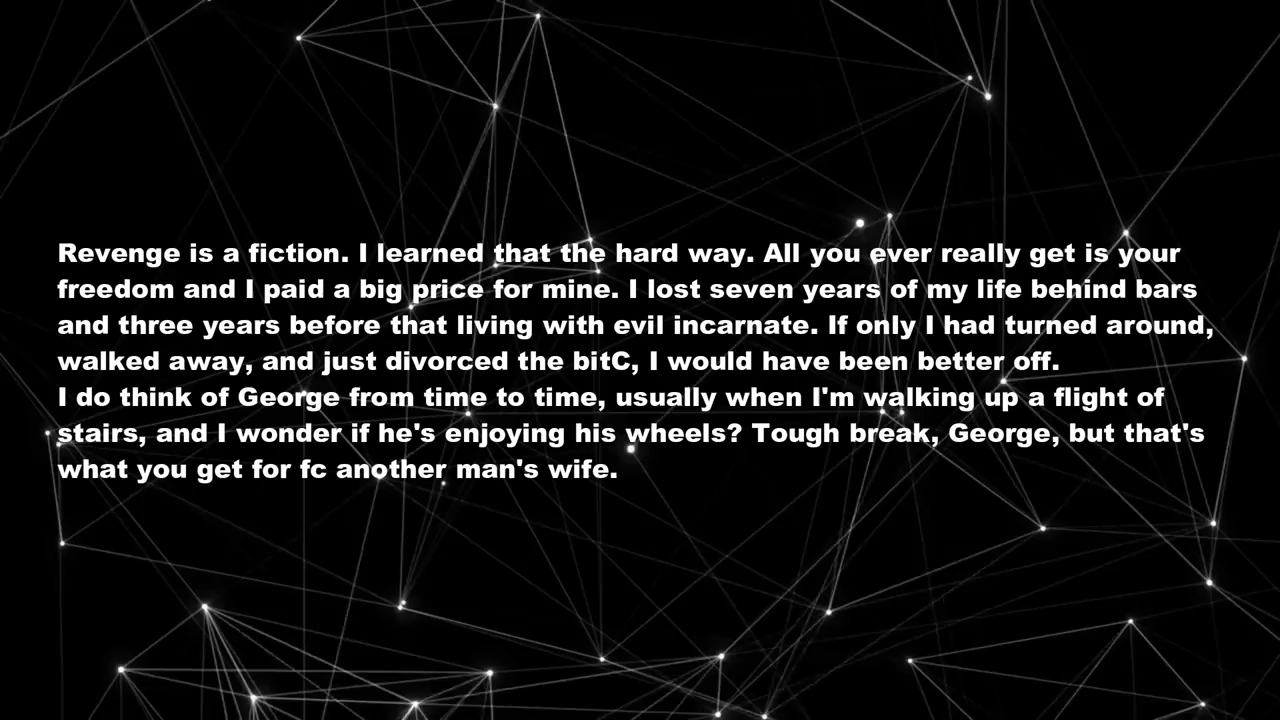 Revenge is a fiction. I learned that the hard way. All you ever really get is your
freedom and I paid a big price for mine. I lost seven years of my life behind bars
and three years before that living with evil incarnate. If only I had turned around,
walked away, and just divorced the bitC, I would have been better off.
I do think of George from time to time, usually when I'm walking up a flight of
stairs, and I wonder if he's enjoying his wheels? Tough break, George, but that's
what you get for fc another man's wife.